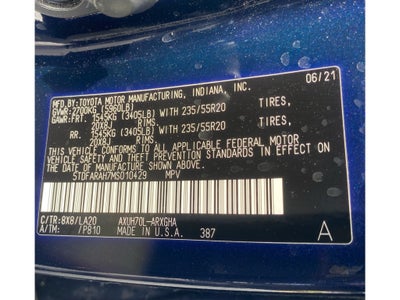 MFD.BY:TOYOTA MOTOR MANUFACTURING, INDIANA, INC. 06/21
GVWR:2700KG (5960LB)
GAWR:FRT. 1545KG (3405LB) WITH 235/55R20 TIRES,
20X8J RIMS
RR. 1545KG (3405LB) WITH 235/55R20 TIRES,
20X8J RIMS
THIS VEHICLE CONFORMS TO ALL APPLICABLE FEDERAL MOTOR
VEHICLE SAFETY AND THEFT PREVENTION STANDARDS IN EFFECT ON
THE DATE OF MANUFACTURE SHOWN ABOVE.
5TDFARAH7MS010429 MPV
C/TR:8X8/LA20 AXUH70L-ARXGHA
A/TM: /P810 MADE IN U.S.A. 387 A